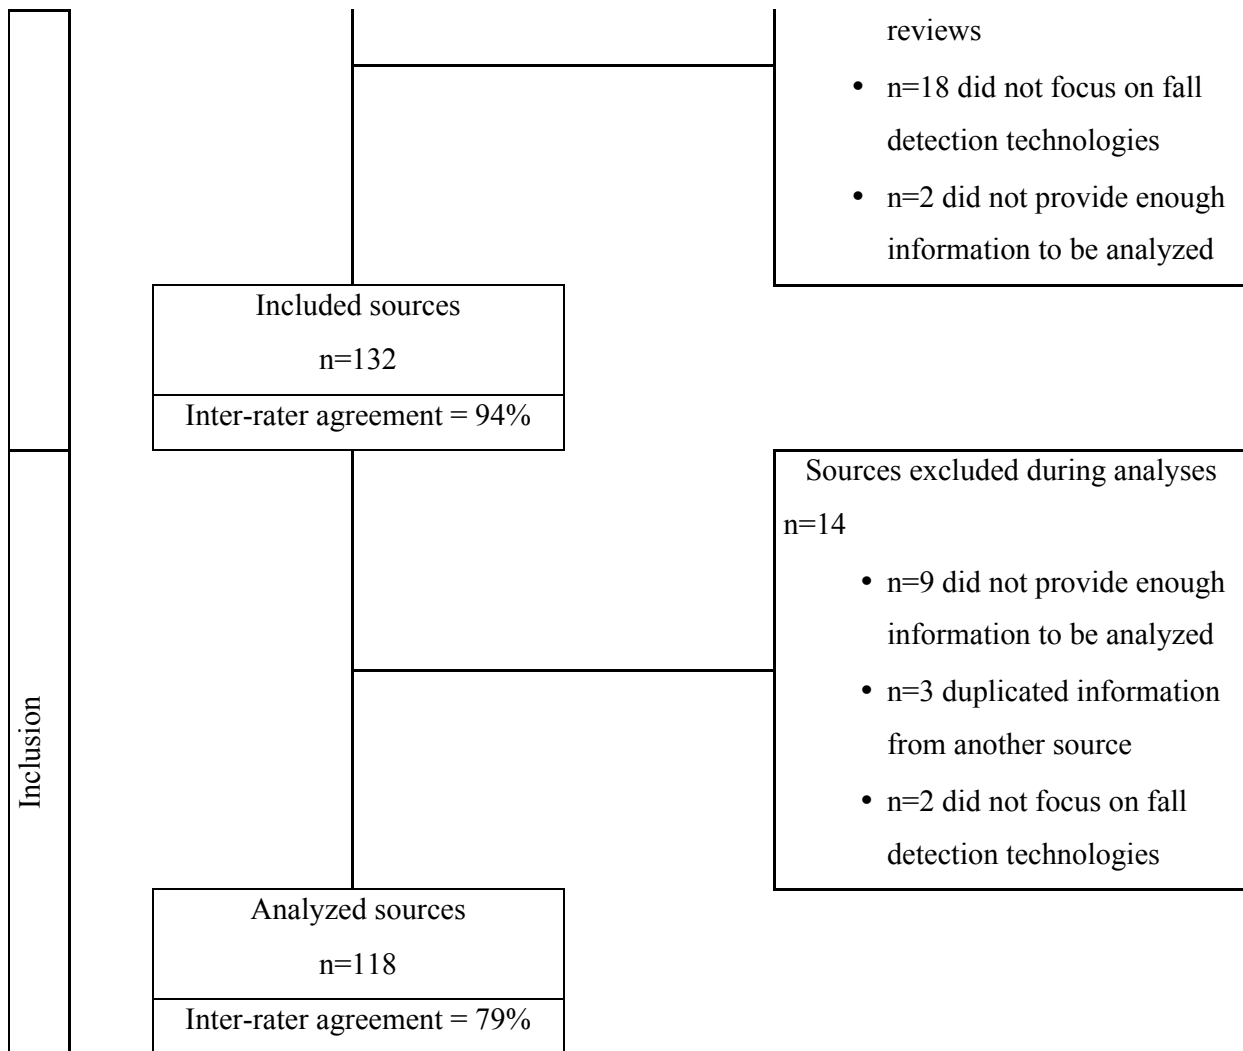 reviews
• n=18 did not focus on fall
detection technologies
• n=2 did not provide enough
information to be analyzed
Included sources
n=132
Inter-rater agreement = 94%
Sources excluded during analyses
n=14
• n=9 did not provide enough
information to be analyzed
• n=3 duplicated information
from another source
• n=2 did not focus on fall
detection technologies
Inclusion
Analyzed sources
n=118
Inter-rater agreement = 79%